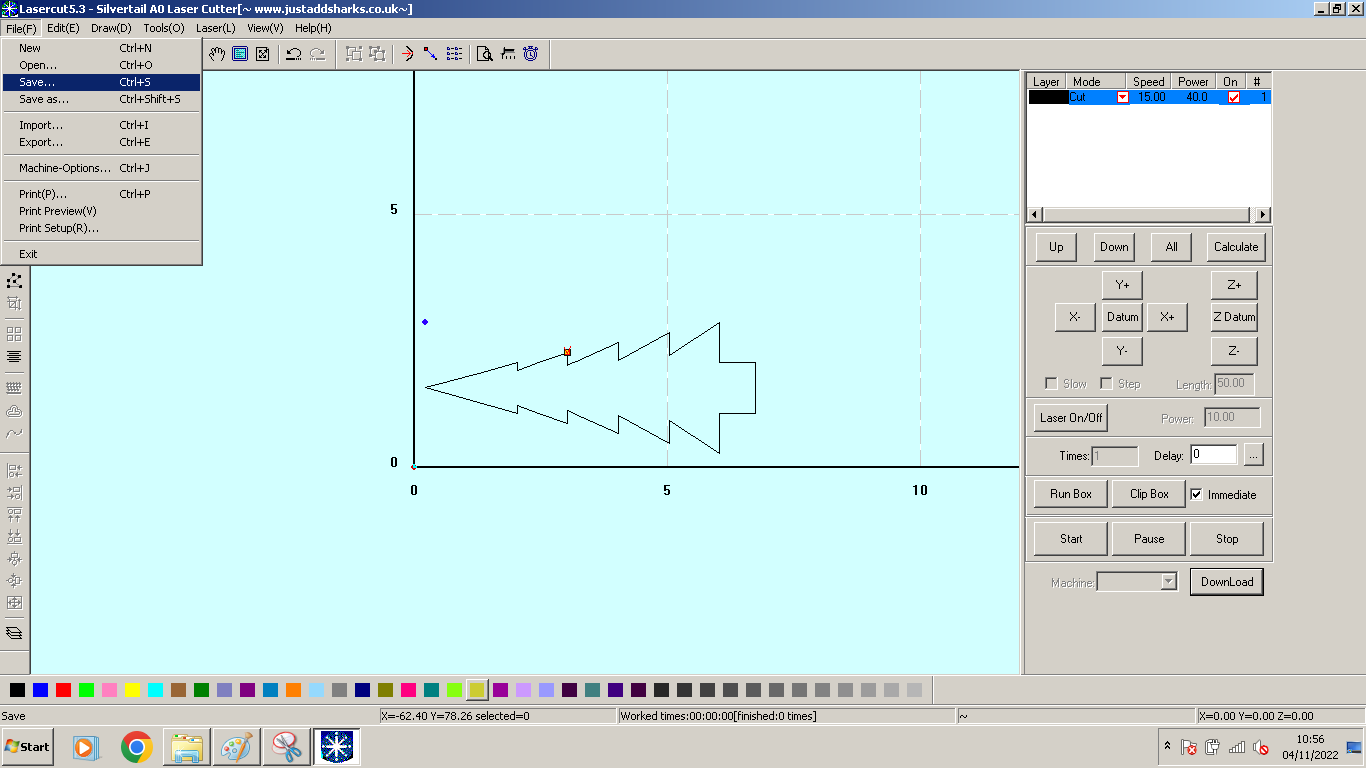 Lasercut5.3 - Silvertail A0 Laser Cutter[~ www.justaddsharks.co.uk~]
File(F) Edit(E) Draw(D) Tools(O) Laser(L) View(V) Help(H)
New Ctrl+N
Open... Ctrl+O
Save... Ctrl+S
Save as... Ctrl+Shift+S
Import... Ctrl+I
Export... Ctrl+E
Machine-Options... Ctrl+J
Print(P)... Ctrl+P
Print Preview(V)
Print Setup(R)...
Exit
5
0
0 5 10
Layer Mode Speed Power On #
Cut 15.00 40.0 1
Up Down All Calculate
Y+ Z+
X- Datum X+ Z Datum
Y- Z-
Slow Step Length: 50.00
Laser On/Off Power: 10.00
Times: 1 Delay: 0 ...
Run Box Clip Box Immediate
Start Pause Stop
Machine: DownLoad
Save X=-62.40 Y=78.26 selected=0 Worked times:00:00:00[finished:0 times] ~ X=0.00 Y=0.00 Z=0.00
Start 10:56
04/11/2022